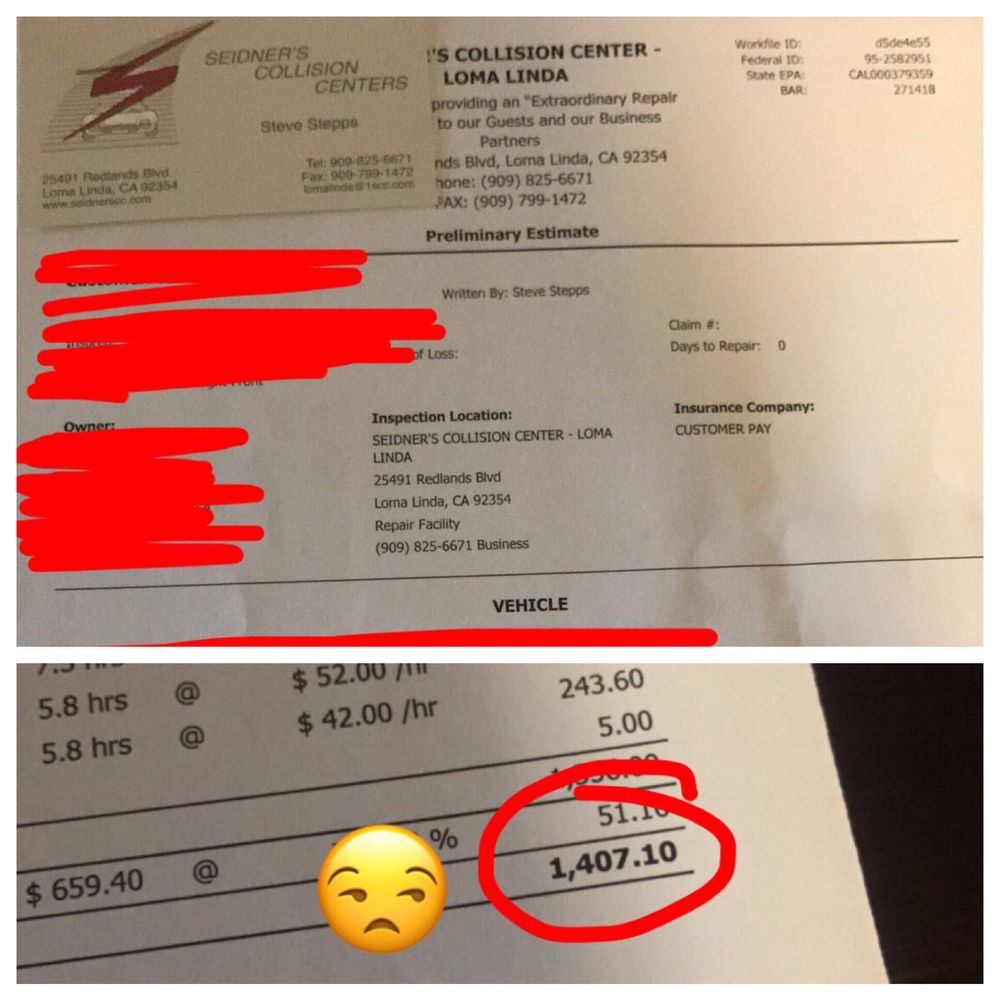 SEIDNER'S
COLLISION
CENTERS
Steve Stepps
25491 Redlands Blvd.
Loma Linda, CA 92354
www.seidnerscc.com
Tel: 909-825-6671
Fax: 909-799-1472
lomalinda@1scc.com
'S COLLISION CENTER -
LOMA LINDA
providing an "Extraordinary Repair
to our Guests and our Business
Partners
nds Blvd, Loma Linda, CA 92354
hone: (909) 825-6671
FAX: (909) 799-1472
Workfile ID: d5de4e55
Federal ID: 95-2582951
State EPA: CAL000379359
BAR: 271418
Preliminary Estimate
Written By: Steve Stepps
of Loss:
Claim #:
Days to Repair: 0
Owner:
Inspection Location:
SEIDNER'S COLLISION CENTER - LOMA
LINDA
25491 Redlands Blvd
Loma Linda, CA 92354
Repair Facility
(909) 825-6671 Business
Insurance Company:
CUSTOMER PAY
VEHICLE
$ 52.00 /hr
5.8 hrs @ $ 42.00 /hr 243.60
5.8 hrs @ 5.00
51.10
$ 659.40 @ %
1,407.10